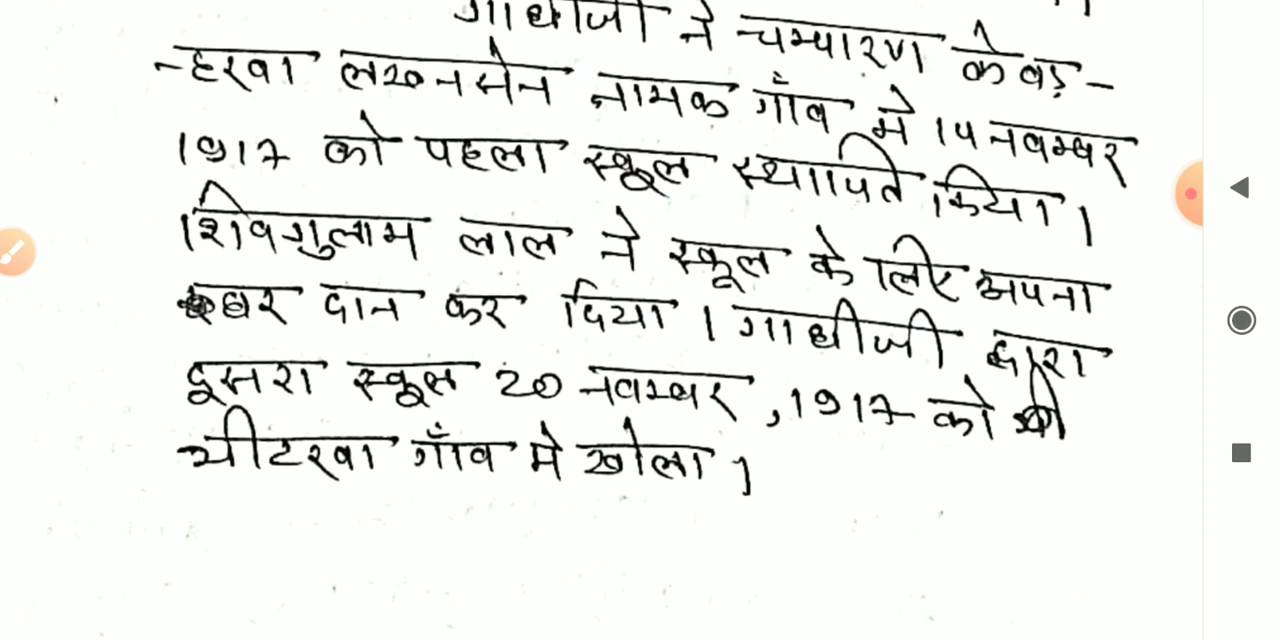 गाधीजी ने चम्पारण के बड़-
-हरवा लखनसेन नामक गाँव मे 14 नवम्बर
1917 को पहला स्कूल स्थापित किया।
शिवगुलाम लाल ने स्कूल के लिए अपना
घर दान कर दिया। गाधीजी द्वारा
दूसरा स्कूल 20 नवम्बर, 1917 को
भीटरवा गाँव मे खोला।